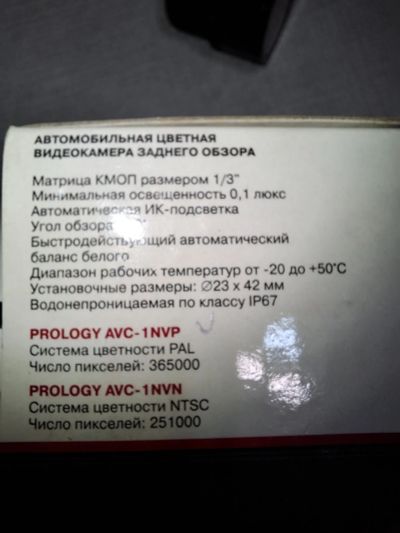 АВТОМОБИЛЬНАЯ ЦВЕТНАЯ
ВИДЕОКАМЕРА ЗАДНЕГО ОБЗОРА
Матрица КМОП размером 1/3"
Минимальная освещенность 0,1 люкс
Автоматическая ИК-подсветка
Угол обзора
Быстродействующий автоматический
баланс белого
Диапазон рабочих температур от -20 до +50°С
Установочные размеры: Ø23 х 42 мм
Водонепроницаемая по классу IP67
PROLOGY AVC-1NVP
Система цветности PAL
Число пикселей: 365000
PROLOGY AVC-1NVN
Система цветности NTSC
Число пикселей: 251000